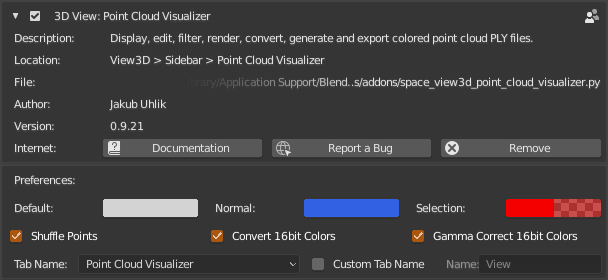 3D View: Point Cloud Visualizer
Description: Display, edit, filter, render, convert, generate and export colored point cloud PLY files.
Location: View3D > Sidebar > Point Cloud Visualizer
File: rary/Application Support/Blend..s/addons/space_view3d_point_cloud_visualizer.py
Author: Jakub Uhlik
Version: 0.9.21
Internet: Documentation Report a Bug Remove
Preferences:
Default: Normal: Selection:
Shuffle Points Convert 16bit Colors Gamma Correct 16bit Colors
Tab Name: Point Cloud Visualizer Custom Tab Name Name: View